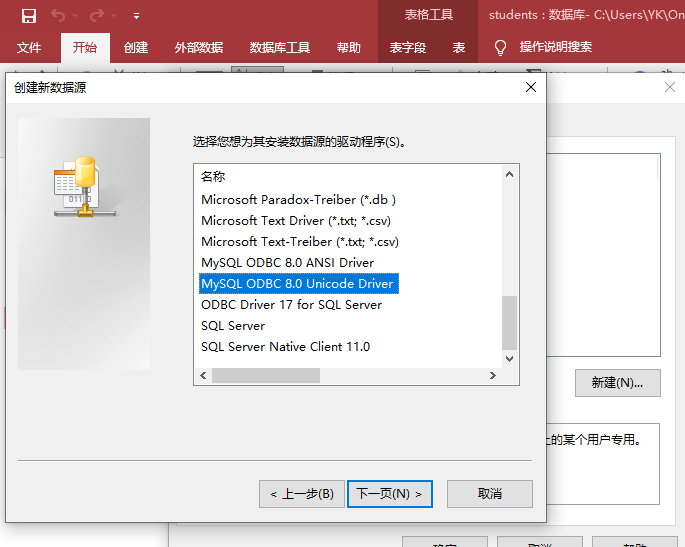 表格工具
students : 数据库- C:\Users\YK\On
文件
开始
创建
外部数据
数据库工具
帮助
表字段
表
操作说明搜索
创建新数据源
选择您想为其安装数据源的驱动程序(S)。
名称
Microsoft Paradox-Treiber (*.db )
Microsoft Text Driver (*.txt; *.csv)
Microsoft Text-Treiber (*.txt; *.csv)
MySQL ODBC 8.0 ANSI Driver
MySQL ODBC 8.0 Unicode Driver
ODBC Driver 17 for SQL Server
SQL Server
SQL Server Native Client 11.0
新建(N)...
上的某个用户专用。
< 上一步(B)
下一页(N) >
取消